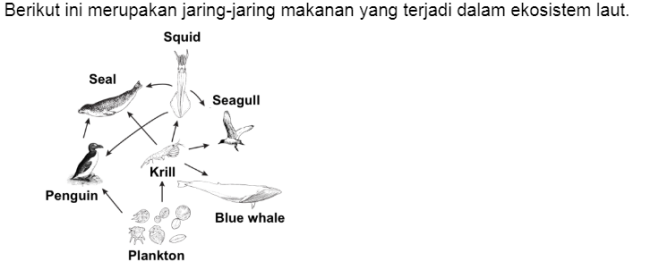 Berikut ini merupakan jaring-jaring makanan yang terjadi dalam ekosistem laut.
Squid
Seal
Seagull
Krill
Penguin
Blue whale
Plankton